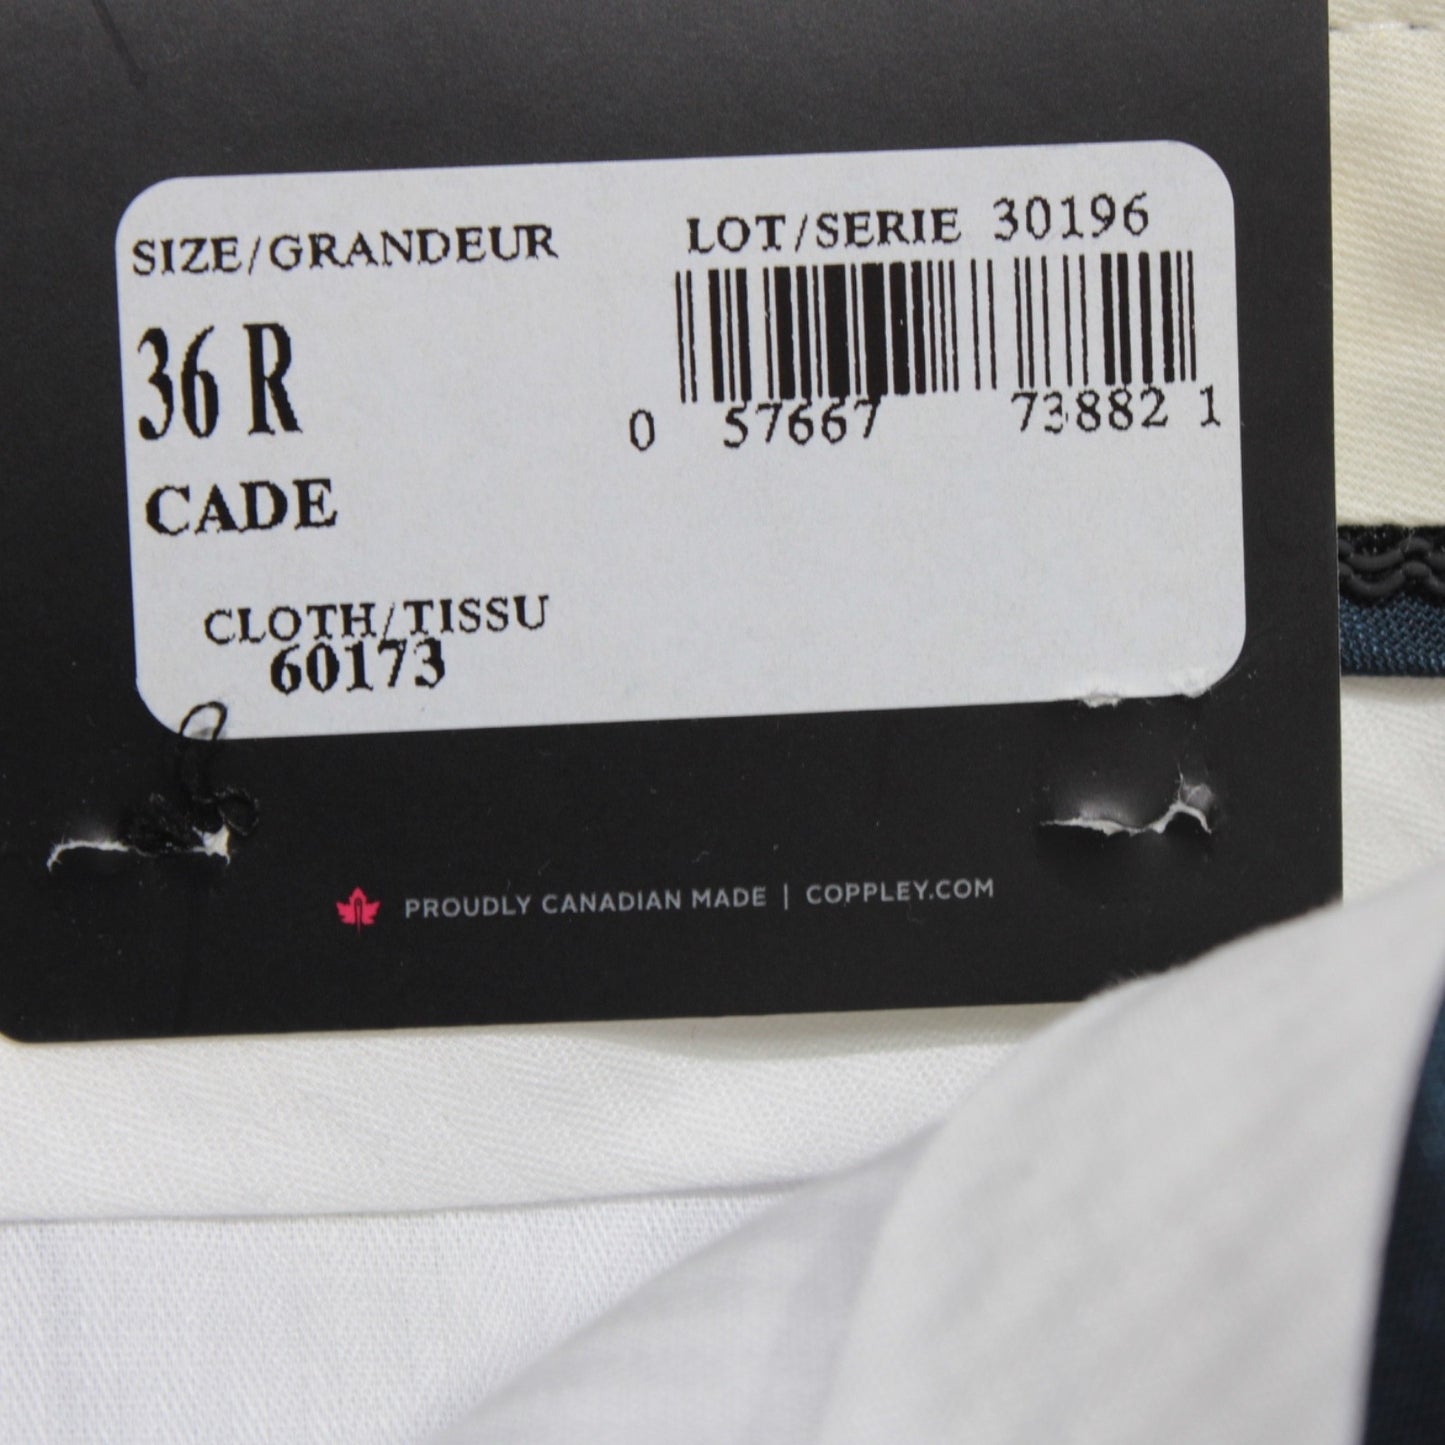 SIZE/GRANDEUR
36 R
CADE
CLOTH/TISSU
60173
LOT/SERIE 30196
0 57667 73882 1
PROUDLY CANADIAN MADE | COPPLEY.COM